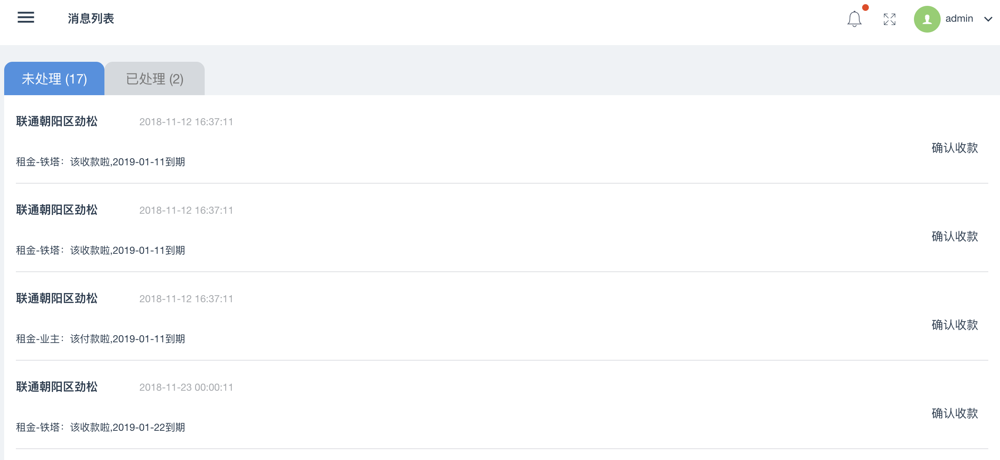 消息列表
admin
未处理 (17)
已处理 (2)
联通朝阳区劲松 2018-11-12 16:37:11
确认收款
租金-铁塔：该收款啦,2019-01-11到期
联通朝阳区劲松 2018-11-12 16:37:11
确认收款
租金-铁塔：该收款啦,2019-01-11到期
联通朝阳区劲松 2018-11-12 16:37:11
确认收款
租金-业主：该付款啦,2019-01-11到期
联通朝阳区劲松 2018-11-23 00:00:11
确认收款
租金-铁塔：该收款啦,2019-01-22到期